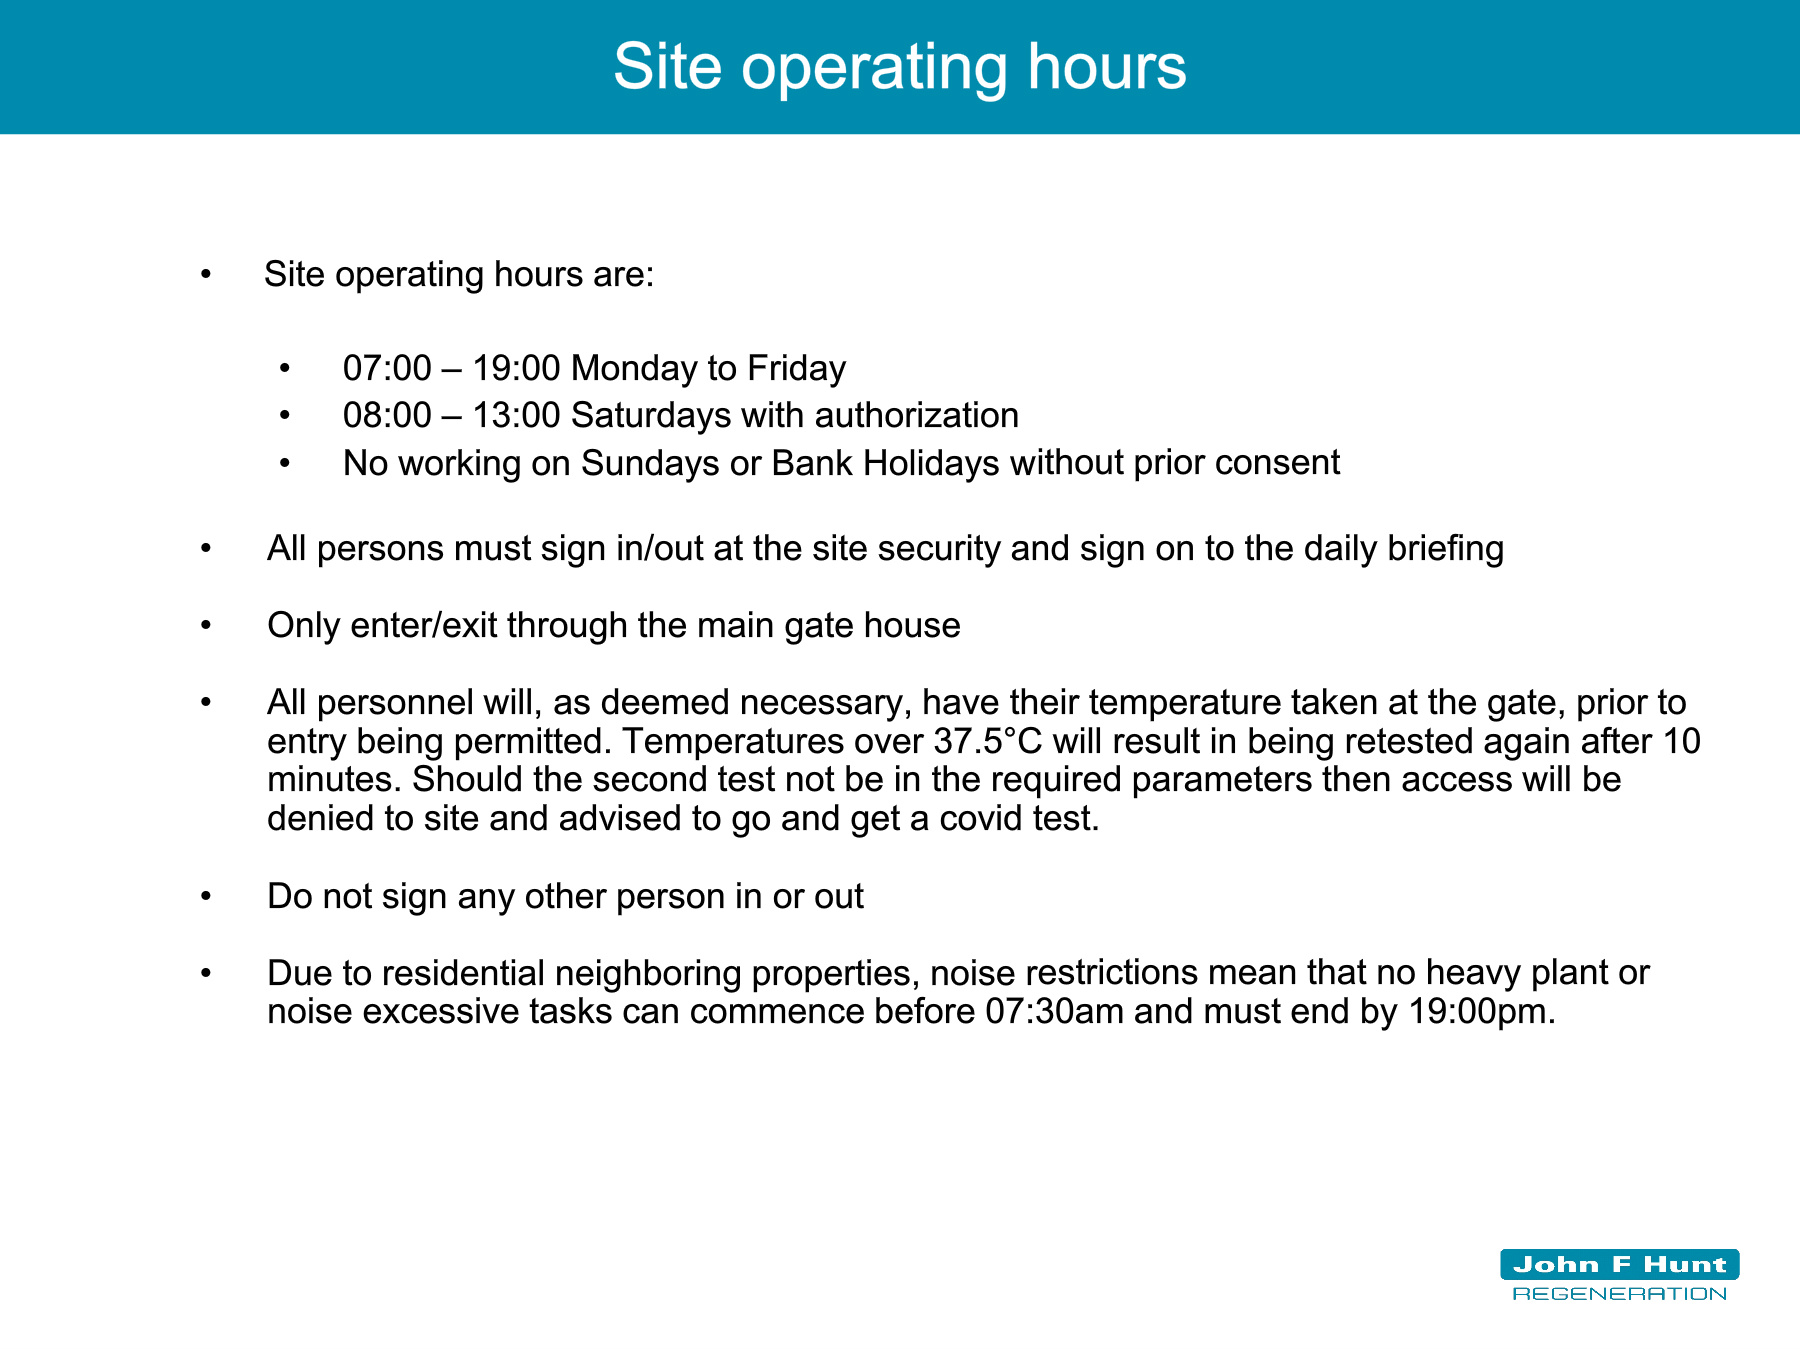 Site operating hours
• Site operating hours are:
• 07:00 – 19:00 Monday to Friday
• 08:00 – 13:00 Saturdays with authorization
• No working on Sundays or Bank Holidays without prior consent
• All persons must sign in/out at the site security and sign on to the daily briefing
• Only enter/exit through the main gate house
• All personnel will, as deemed necessary, have their temperature taken at the gate, prior to
entry being permitted. Temperatures over 37.5°C will result in being retested again after 10
minutes. Should the second test not be in the required parameters then access will be
denied to site and advised to go and get a covid test.
• Do not sign any other person in or out
• Due to residential neighboring properties, noise restrictions mean that no heavy plant or
noise excessive tasks can commence before 07:30am and must end by 19:00pm.
John F Hunt
REGENERATION